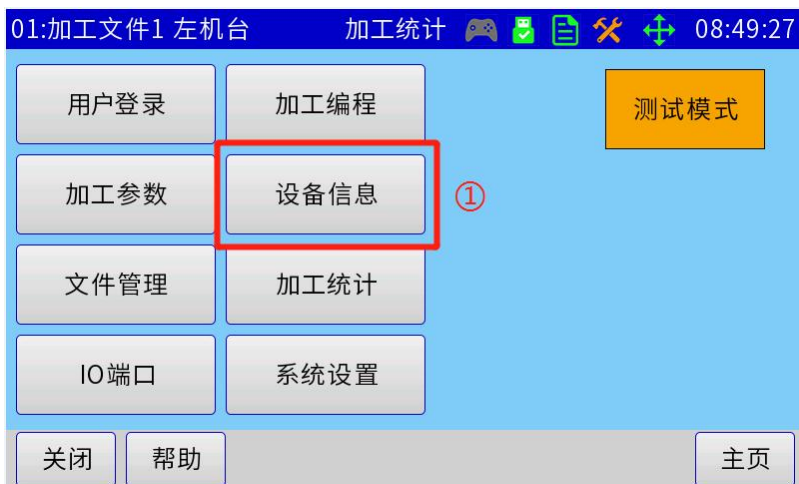 01:加工文件1 左机台 加工统计 08:49:27
用户登录 加工编程 测试模式
加工参数 设备信息 ①
文件管理 加工统计
IO端口 系统设置
关闭 帮助 主页